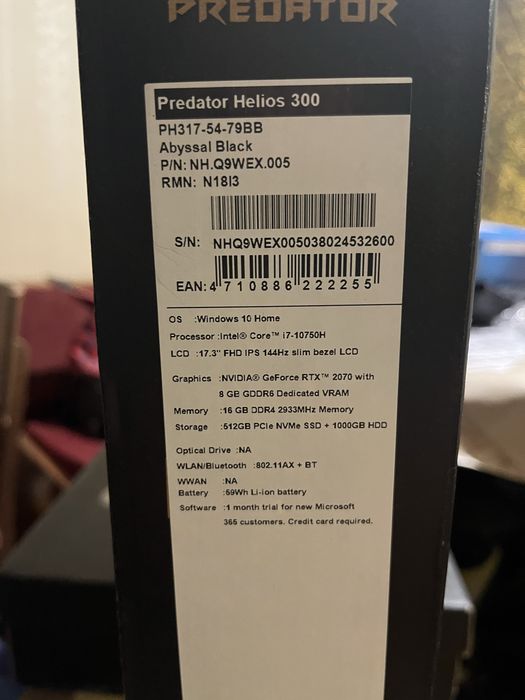 PREDATOR
Predator Helios 300
PH317-54-79BB
Abyssal Black
P/N: NH.Q9WEX.005
RMN: N18I3
S/N: NHQ9WEX005038024532600
EAN: 4 710886 222255
OS :Windows 10 Home
Processor :Intel® Core™ i7-10750H
LCD :17.3" FHD IPS 144Hz slim bezel LCD
Graphics :NVIDIA® GeForce RTX™ 2070 with
8 GB GDDR6 Dedicated VRAM
Memory :16 GB DDR4 2933MHz Memory
Storage :512GB PCIe NVMe SSD + 1000GB HDD
Optical Drive :NA
WLAN/Bluetooth :802.11AX + BT
WWAN :NA
Battery :59Wh Li-ion battery
Software :1 month trial for new Microsoft
365 customers. Credit card required.